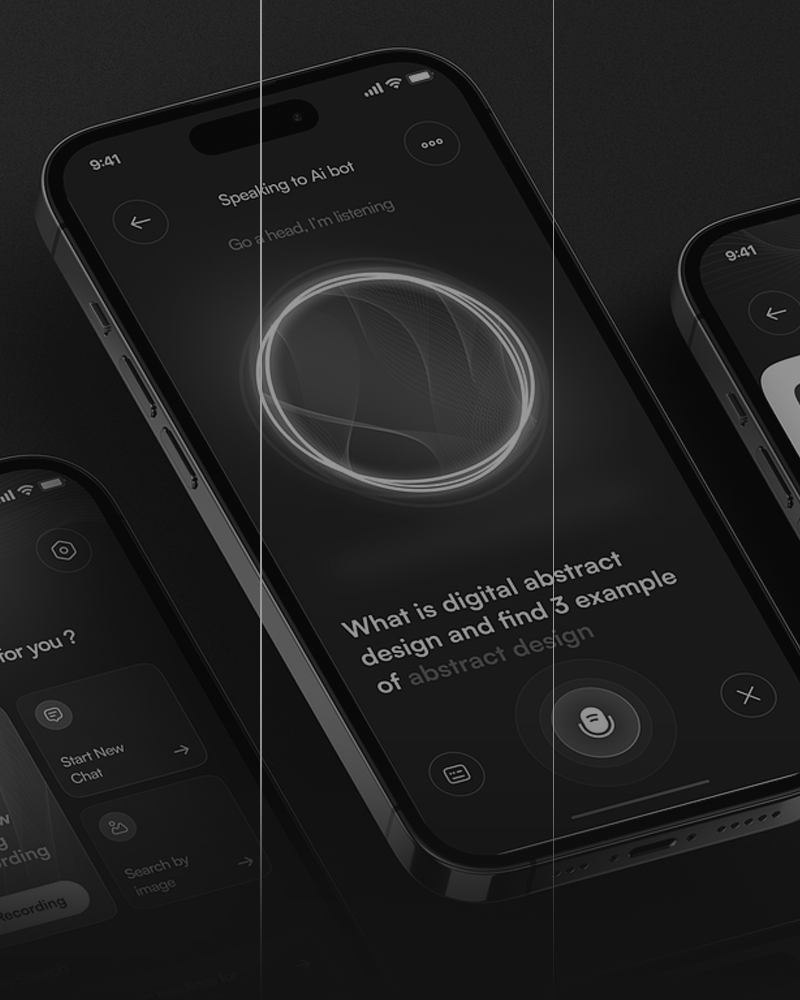 9:41
Speaking to Ai bot
Go a head, I'm listening
What is digital abstract
design and find 3 example
of abstract design
9:41
for you?
Start New
Chat
Search by
image
Recording